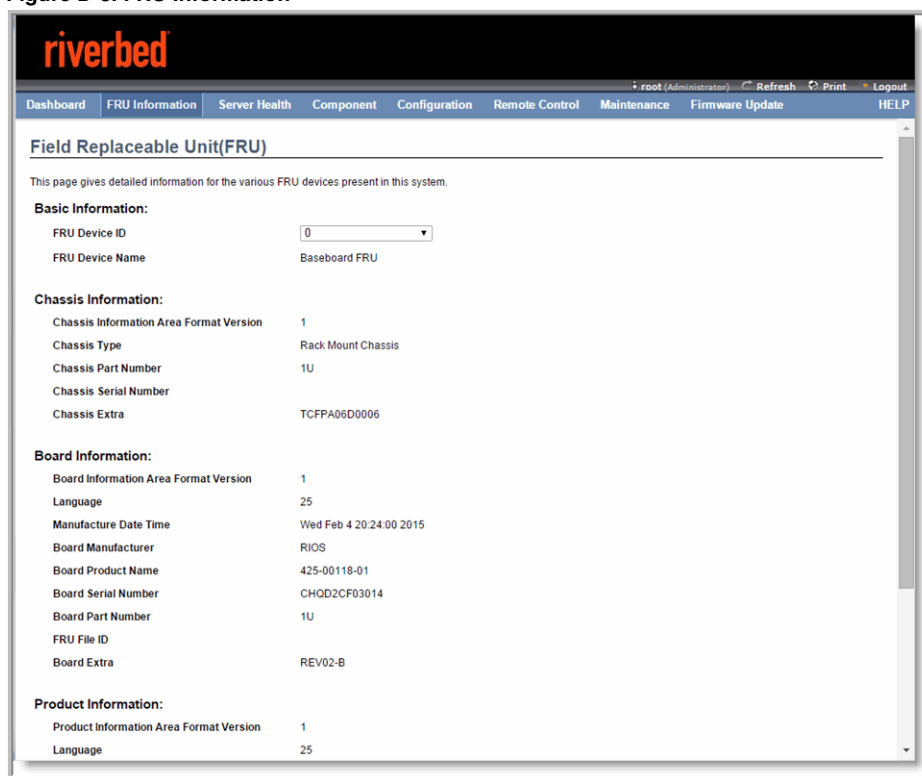 riverbed
root (Administrator) Refresh Print Logout
Dashboard FRU Information Server Health Component Configuration Remote Control Maintenance Firmware Update HELP
Field Replaceable Unit(FRU)
This page gives detailed information for the various FRU devices present in this system.
Basic Information:
FRU Device ID 0
FRU Device Name Baseboard FRU
Chassis Information:
Chassis Information Area Format Version 1
Chassis Type Rack Mount Chassis
Chassis Part Number 1U
Chassis Serial Number
Chassis Extra TCFPA06D0006
Board Information:
Board Information Area Format Version 1
Language 25
Manufacture Date Time Wed Feb 4 20:24:00 2015
Board Manufacturer RIOS
Board Product Name 425-00118-01
Board Serial Number CHQD2CF03014
Board Part Number 1U
FRU File ID
Board Extra REV02-B
Product Information:
Product Information Area Format Version 1
Language 25